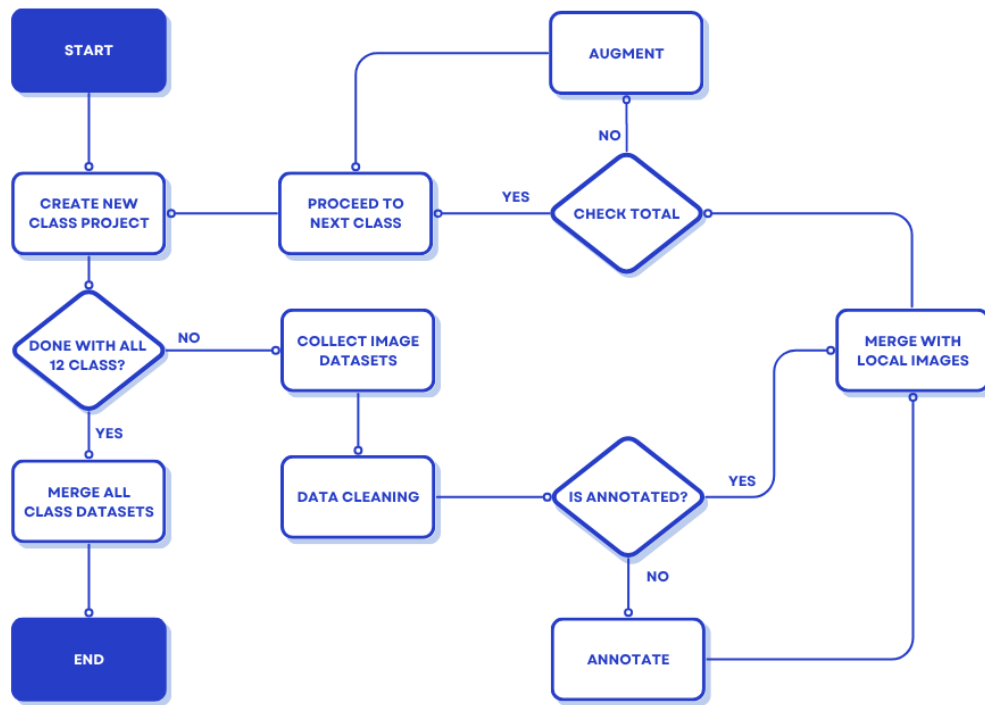 START
AUGMENT
NO
CREATE NEW
CLASS PROJECT
PROCEED TO
NEXT CLASS
YES
CHECK TOTAL
DONE WITH ALL
12 CLASS?
NO
COLLECT IMAGE
DATASETS
MERGE WITH
LOCAL IMAGES
YES
MERGE ALL
CLASS DATASETS
DATA CLEANING
IS ANNOTATED?
YES
NO
END
ANNOTATE